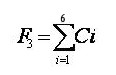 F₃ = ∑_{i=1}^{6} Ci